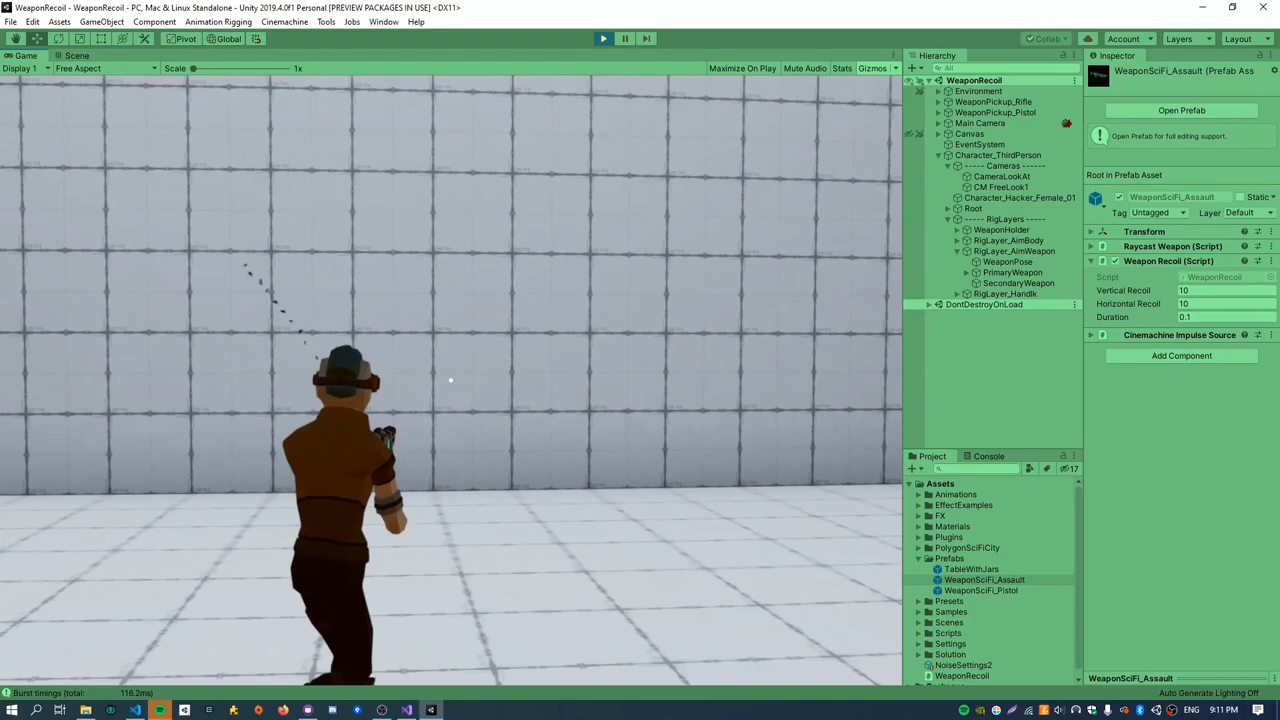 WeaponRecoil - WeaponRecoil - PC, Mac & Linux Standalone - Unity 2019.4.0f1 Personal [PREVIEW PACKAGES IN USE] <DX11>
File Edit Assets GameObject Component Animation Rigging Cinemachine Tools Jobs Window Help
Pivot Global Collab Account Layers Layout
Game Scene
Display 1 Free Aspect Scale 1x Maximize On Play Mute Audio Stats Gizmos
Hierarchy
All
WeaponRecoil
Environment
WeaponPickup_Rifle
WeaponPickup_Pistol
Main Camera
Canvas
EventSystem
Character_ThirdPerson
----- Cameras ------
CameraLookAt
CM FreeLook1
Character_Hacker_Female_01
Root
----- RigLayers -----
WeaponHolder
RigLayer_AimBody
RigLayer_AimWeapon
WeaponPose
PrimaryWeapon
SecondaryWeapon
RigLayer_HandIk
DontDestroyOnLoad
Project Console
17
Assets
Animations
EffectExamples
FX
Materials
Plugins
PolygonSciFiCity
Prefabs
TableWithJars
WeaponSciFi_Assault
WeaponSciFi_Pistol
Presets
Samples
Scenes
Scripts
Settings
Solution
NoiseSettings2
WeaponRecoil
Inspector
WeaponSciFi_Assault (Prefab Ass
Open Prefab
Open Prefab for full editing support.
Root in Prefab Asset
WeaponSciFi_Assault Static
Tag Untagged Layer Default
Transform
Raycast Weapon (Script)
Weapon Recoil (Script)
Script WeaponRecoil
Vertical Recoil 10
Horizontal Recoil 10
Duration 0.1
Cinemachine Impulse Source
Add Component
WeaponSciFi_Assault
Burst timings (total: 116.2ms)
Auto Generate Lighting Off
9:11 PM